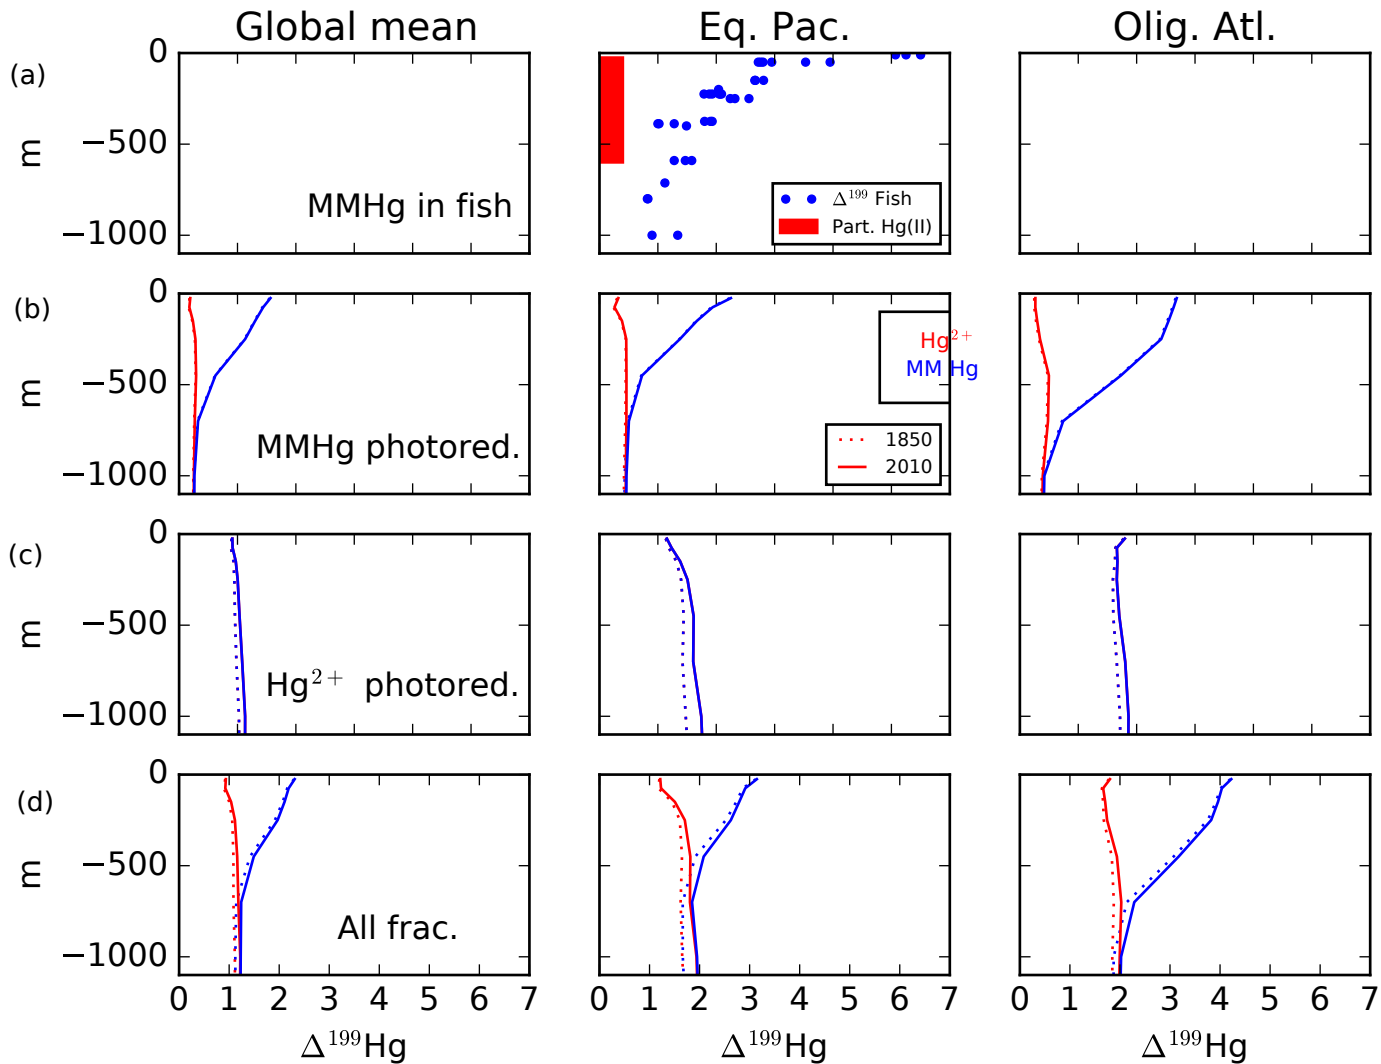 Global mean Eq. Pac. Olig. Atl.
(a)
0
−500
−1000
m
MMHg in fish
Δ¹⁹⁹ Fish
Part. Hg(II)
(b)
0
−500
−1000
m
MMHg photored.
Hg²⁺
MM Hg
1850
2010
(c)
0
−500
−1000
m
Hg²⁺ photored.
(d)
0
−500
−1000
m
All frac.
0 1 2 3 4 5 6 7 0 1 2 3 4 5 6 7 0 1 2 3 4 5 6 7
Δ¹⁹⁹Hg Δ¹⁹⁹Hg Δ¹⁹⁹Hg